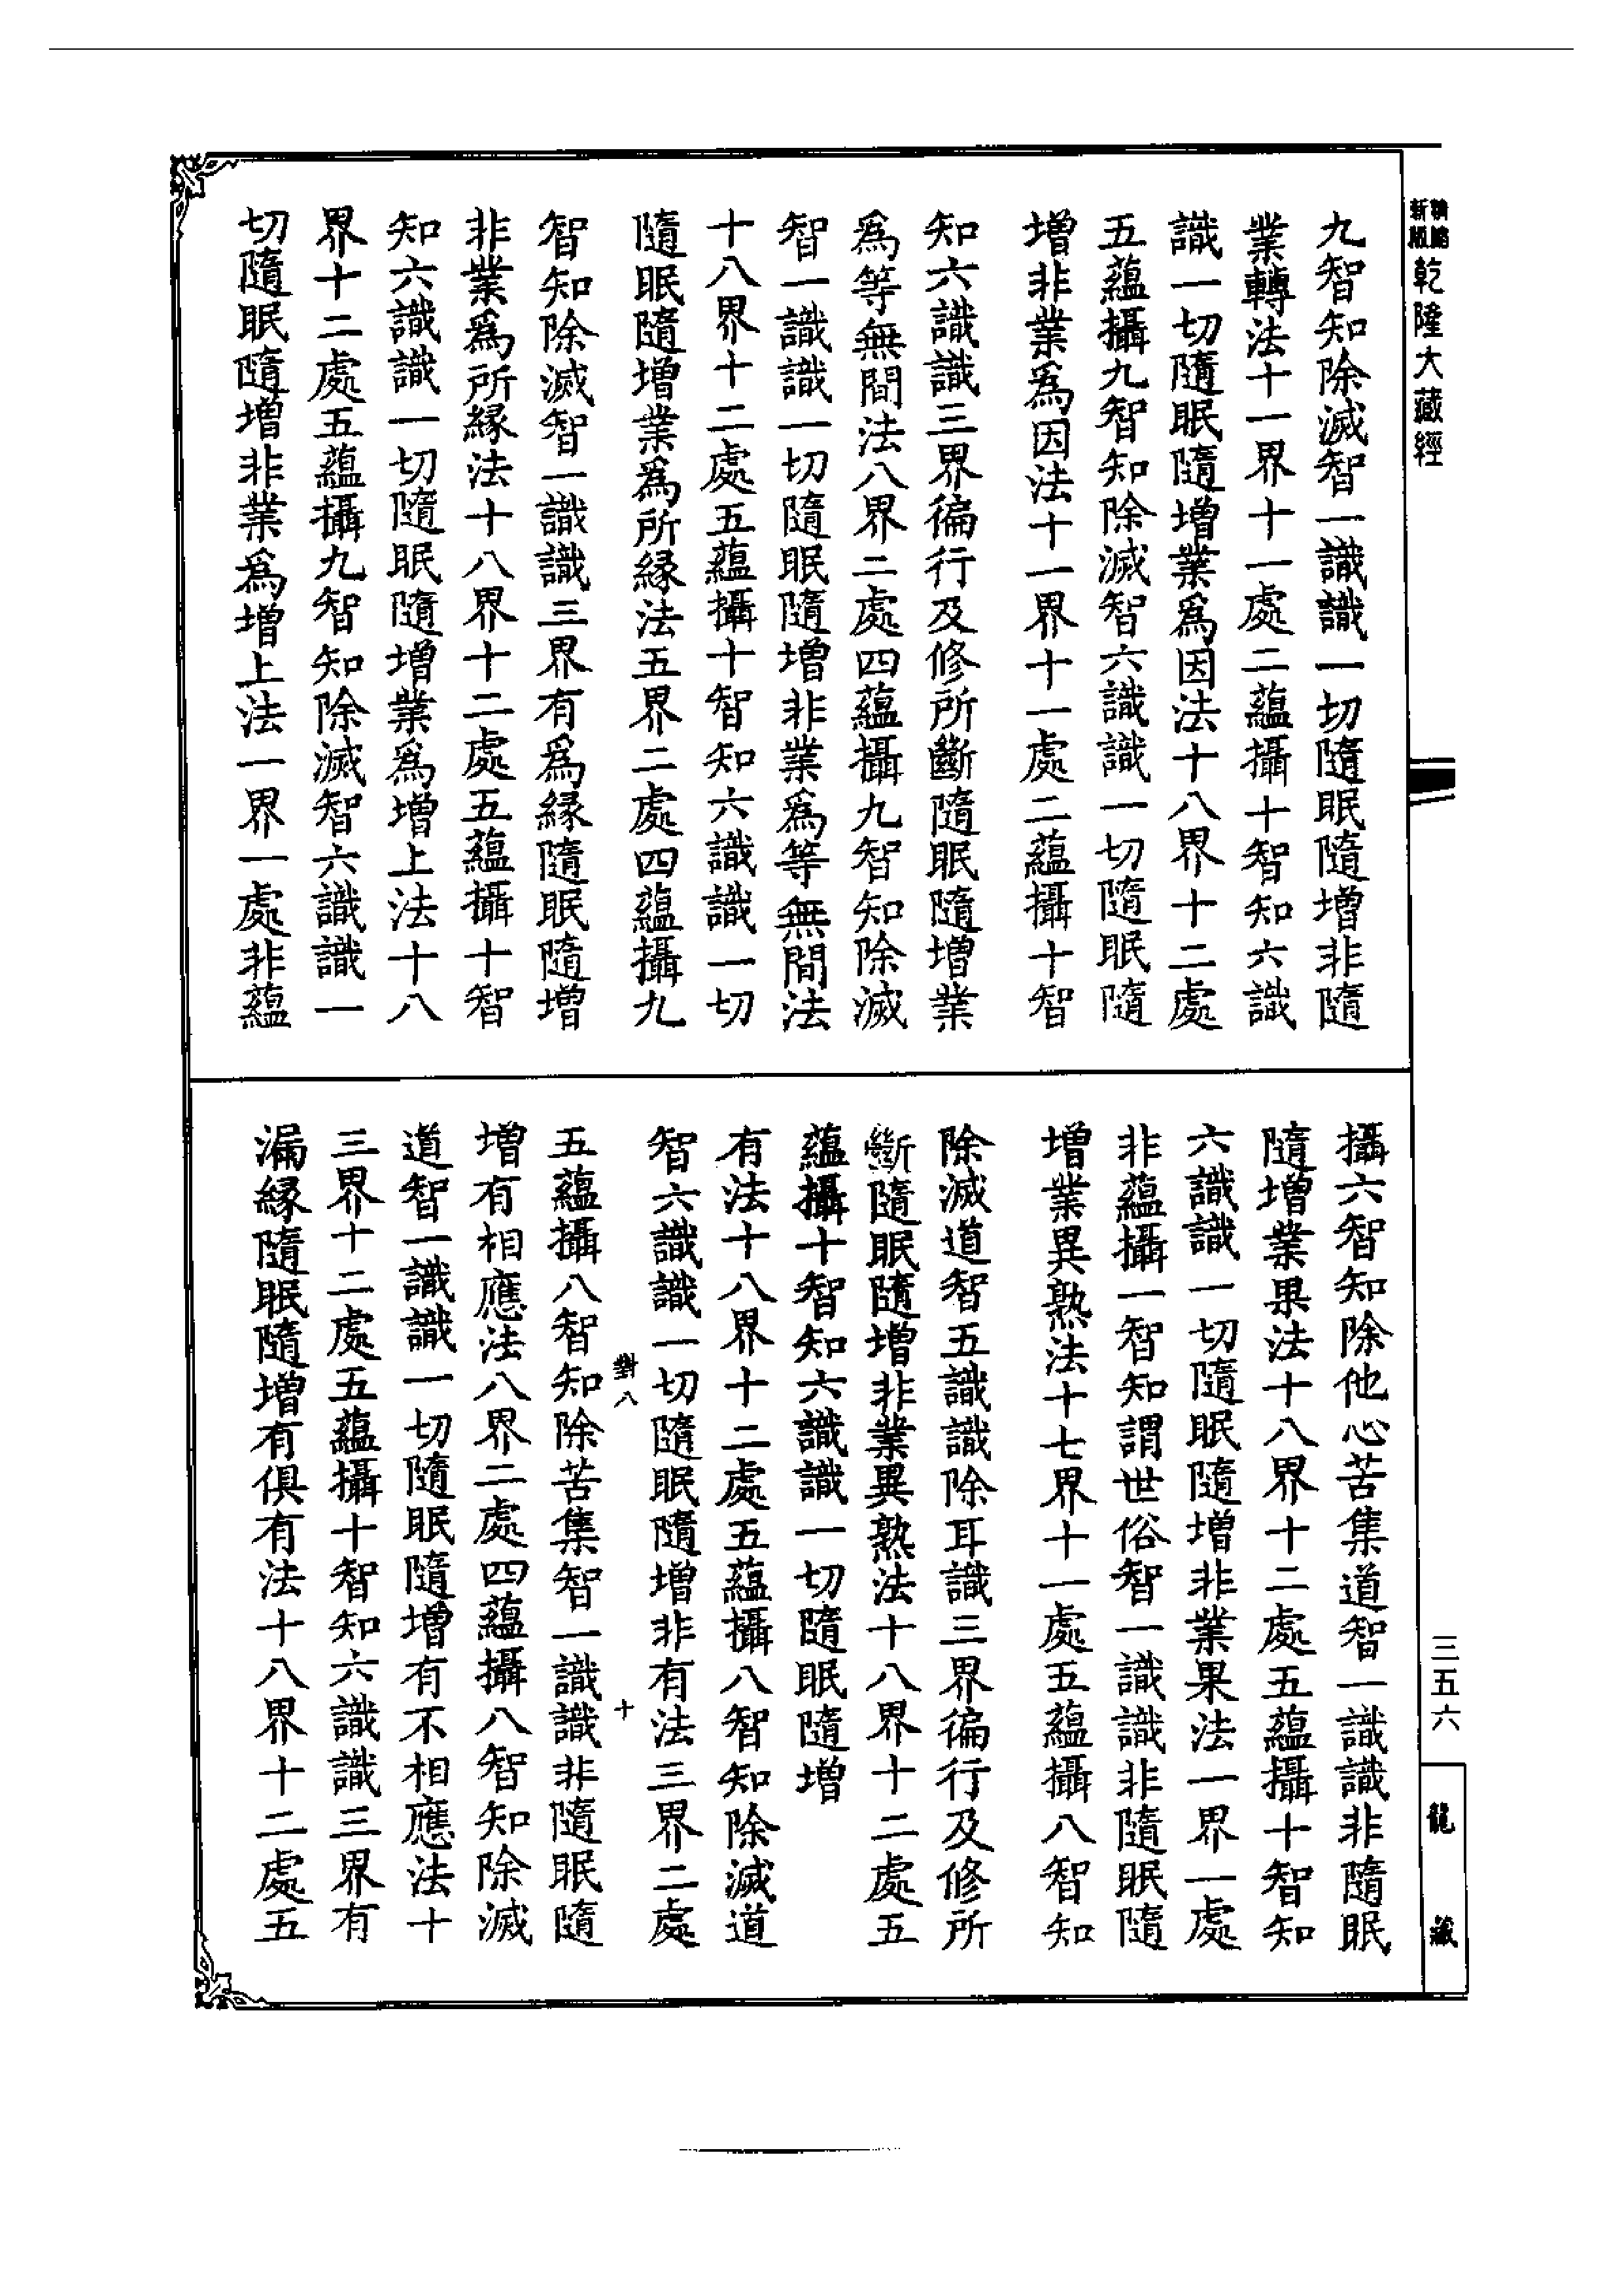 新版
精縮
乾隆大藏經
九智知除滅智一識識一切隨眠隨增非隨
業轉法十一界十一處二蘊攝十智知六識
識一切隨眠隨增業爲因法十八界十二處
五蘊攝九智知除滅智六識識一切隨眠隨
增非業爲因法十一界十一處二蘊攝十智
知六識識三界徧行及修所斷隨眠隨增業
爲等無間法八界二處四蘊攝九智知除滅
智一識識一切隨眠隨增非業爲等無間法
十八界十二處五蘊攝十智知六識識一切
隨眠隨增業爲所緣法五界二處四蘊攝九
智知除滅智一識識三界有爲緣隨眠隨增
非業爲所緣法十八界十二處五蘊攝十智
知六識識一切隨眠隨增業爲增上法十八
界十二處五蘊攝九智知除滅智六識識一
切隨眠隨增非業爲增上法一界一處非蘊
攝六智知除他心苦集道智一識識非隨眠
隨增業果法十八界十二處五蘊攝十智知
六識識一切隨眠隨增非業果法一界一處
非蘊攝一智知謂世俗智一識識非隨眠隨
增業異熟法十七界十一處五蘊攝八智知
除滅道智五識識除耳識三界徧行及修所
斷隨眠隨增非業異熟法十八界十二處五
蘊攝十智知六識識一切隨眠隨增
有法十八界十二處五蘊攝八智知除滅道
智六識識一切隨眠隨增非有法三界二處
對八
十
五蘊攝八智知除苦集智一識識非隨眠隨
增有相應法八界二處四蘊攝八智知除滅
道智一識識一切隨眠隨增有不相應法十
三界十二處五蘊攝十智知六識識三界有
漏緣隨眠隨增有俱有法十八界十二處五
三五六
龍藏